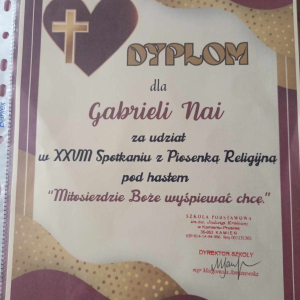 DYPLOM
dla
Gabrieli Nai
za udział
w XXVIII Spotkaniu z Piosenką Religijną
pod hasłem
"Miłosierdzie Boże wyśpiewać chcę."
SZKOŁA PODSTAWOWA
DYREKTOR SZKOŁY
mgr